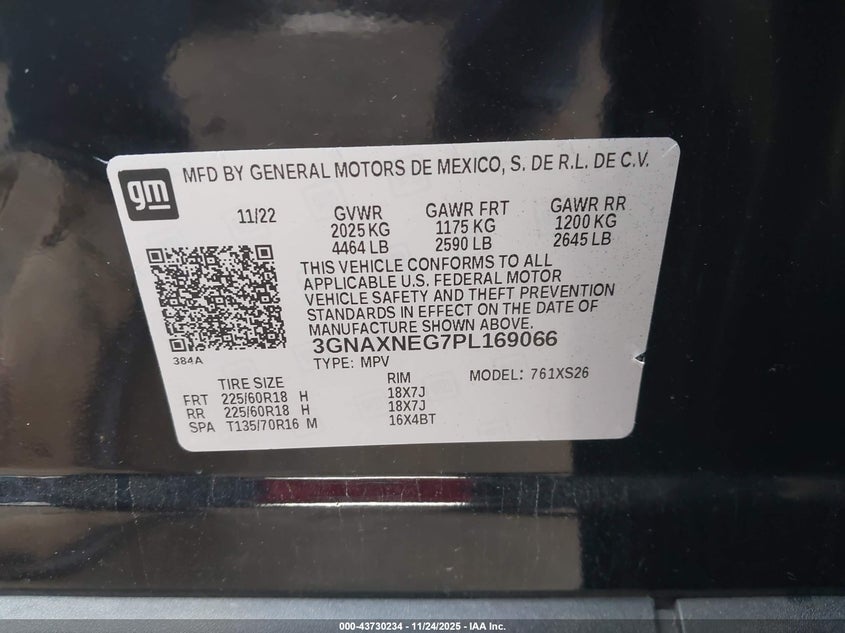 gm
MFD BY GENERAL MOTORS DE MEXICO, S. DE R.L. DE C.V.
11/22 GVWR GAWR FRT GAWR RR
2025 KG 1175 KG 1200 KG
4464 LB 2590 LB 2645 LB
THIS VEHICLE CONFORMS TO ALL
APPLICABLE U.S. FEDERAL MOTOR
VEHICLE SAFETY AND THEFT PREVENTION
STANDARDS IN EFFECT ON THE DATE OF
MANUFACTURE SHOWN ABOVE.
384A
3GNAXNEG7PL169066
TYPE: MPV
MODEL: 761XS26
TIRE SIZE RIM
FRT 225/60R18 H 18X7J
RR 225/60R18 H 18X7J
SPA T135/70R16 M 16X4BT
000-43730234 - 11/24/2025 - IAA Inc.